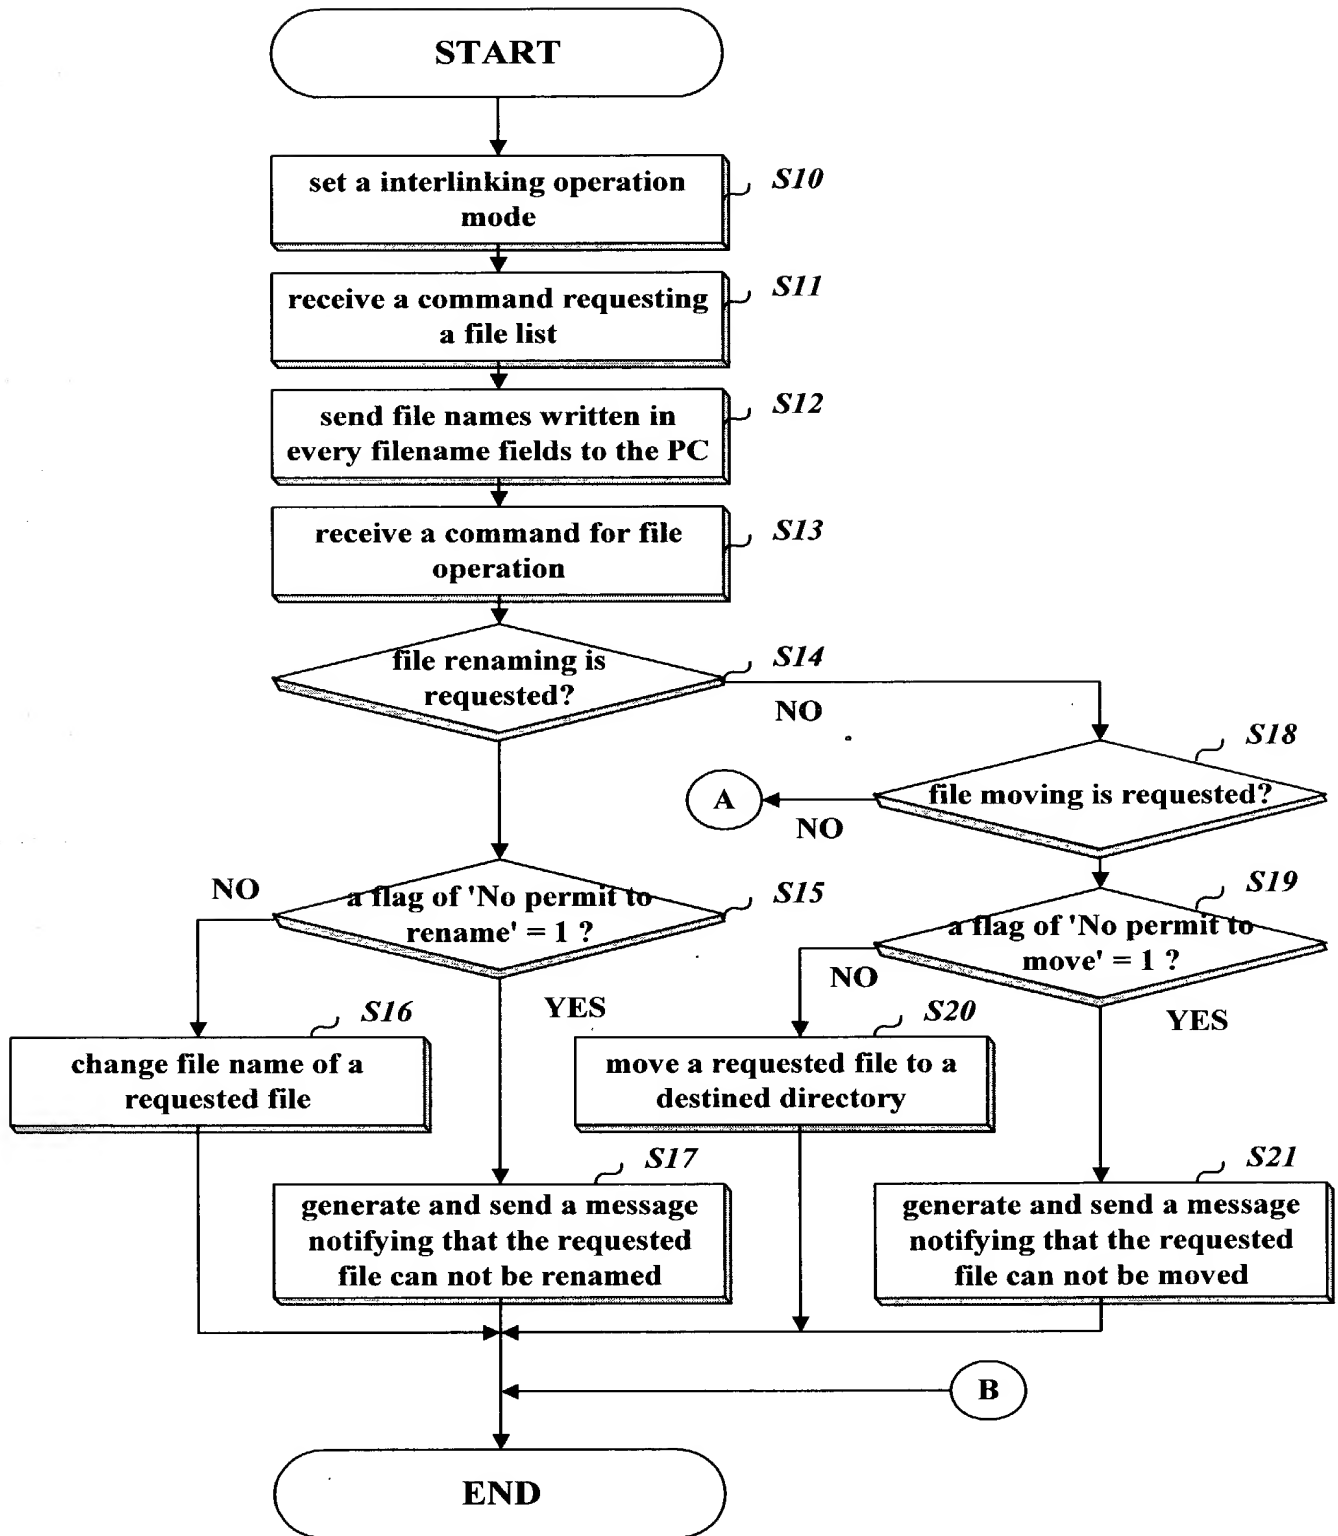 START
set a interlinking operation
mode
S10
receive a command requesting
a file list
S11
send file names written in
every filename fields to the PC
S12
receive a command for file
operation
S13
file renaming is
requested?
S14
NO
file moving is requested?
S18
A
NO
a flag of 'No permit to
rename' = 1 ?
S15
NO
YES
a flag of 'No permit to
move' = 1 ?
S19
NO
YES
change file name of a
requested file
S16
move a requested file to a
destined directory
S20
generate and send a message
notifying that the requested
file can not be renamed
S17
generate and send a message
notifying that the requested
file can not be moved
S21
B
END